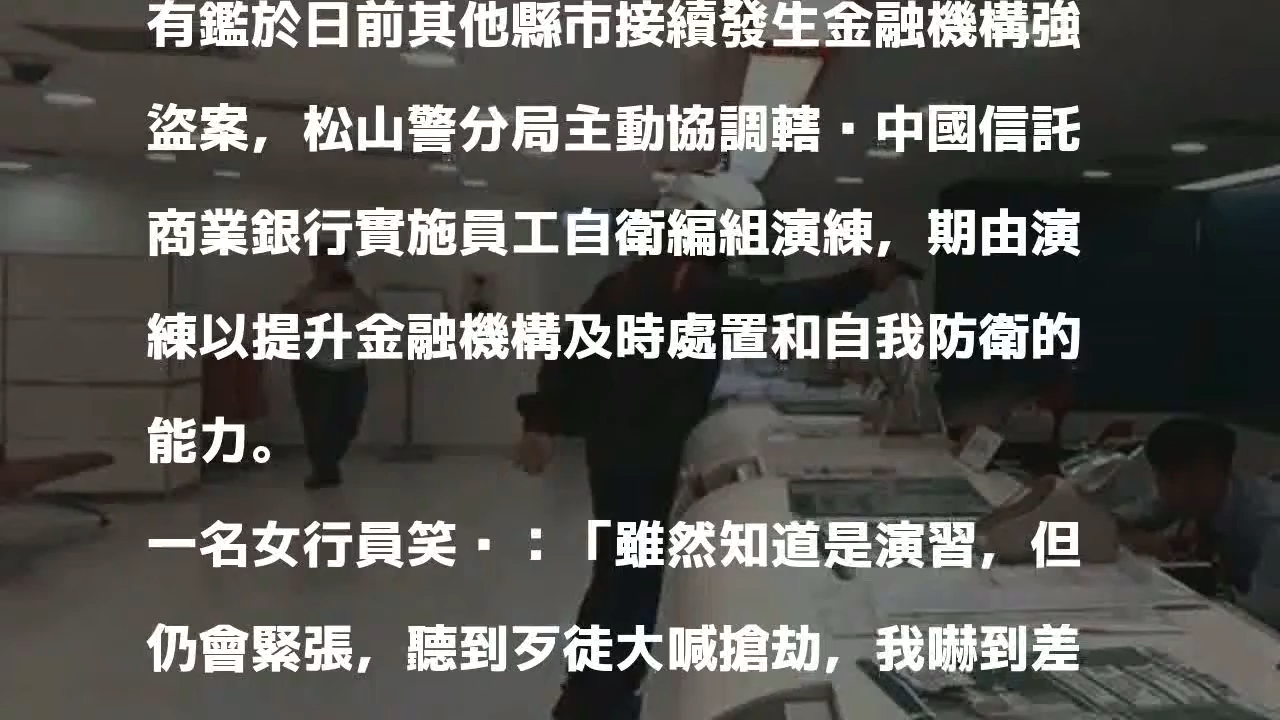 有鑑於日前其他縣市接續發生金融機構強
盜案，松山警分局主動協調轄▪中國信託
商業銀行實施員工自衛編組演練，期由演
練以提升金融機構及時處置和自我防衛的
能力。
一名女行員笑▪：「雖然知道是演習，但
仍會緊張，聽到歹徒大喊搶劫，我嚇到差